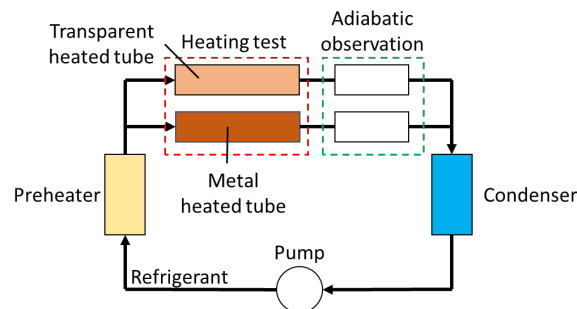 Transparent
heated tube
Heating test
Adiabatic
observation
Metal
heated tube
Preheater
Condenser
Pump
Refrigerant